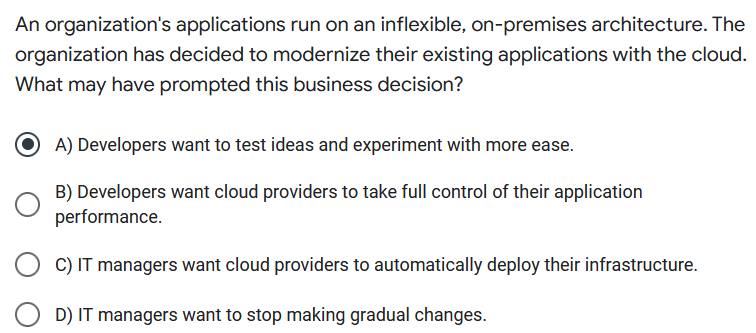 An organization's applications run on an inflexible, on-premises architecture. The
organization has decided to modernize their existing applications with the cloud.
What may have prompted this business decision?
A) Developers want to test ideas and experiment with more ease.
B) Developers want cloud providers to take full control of their application
performance.
C) IT managers want cloud providers to automatically deploy their infrastructure.
D) IT managers want to stop making gradual changes.